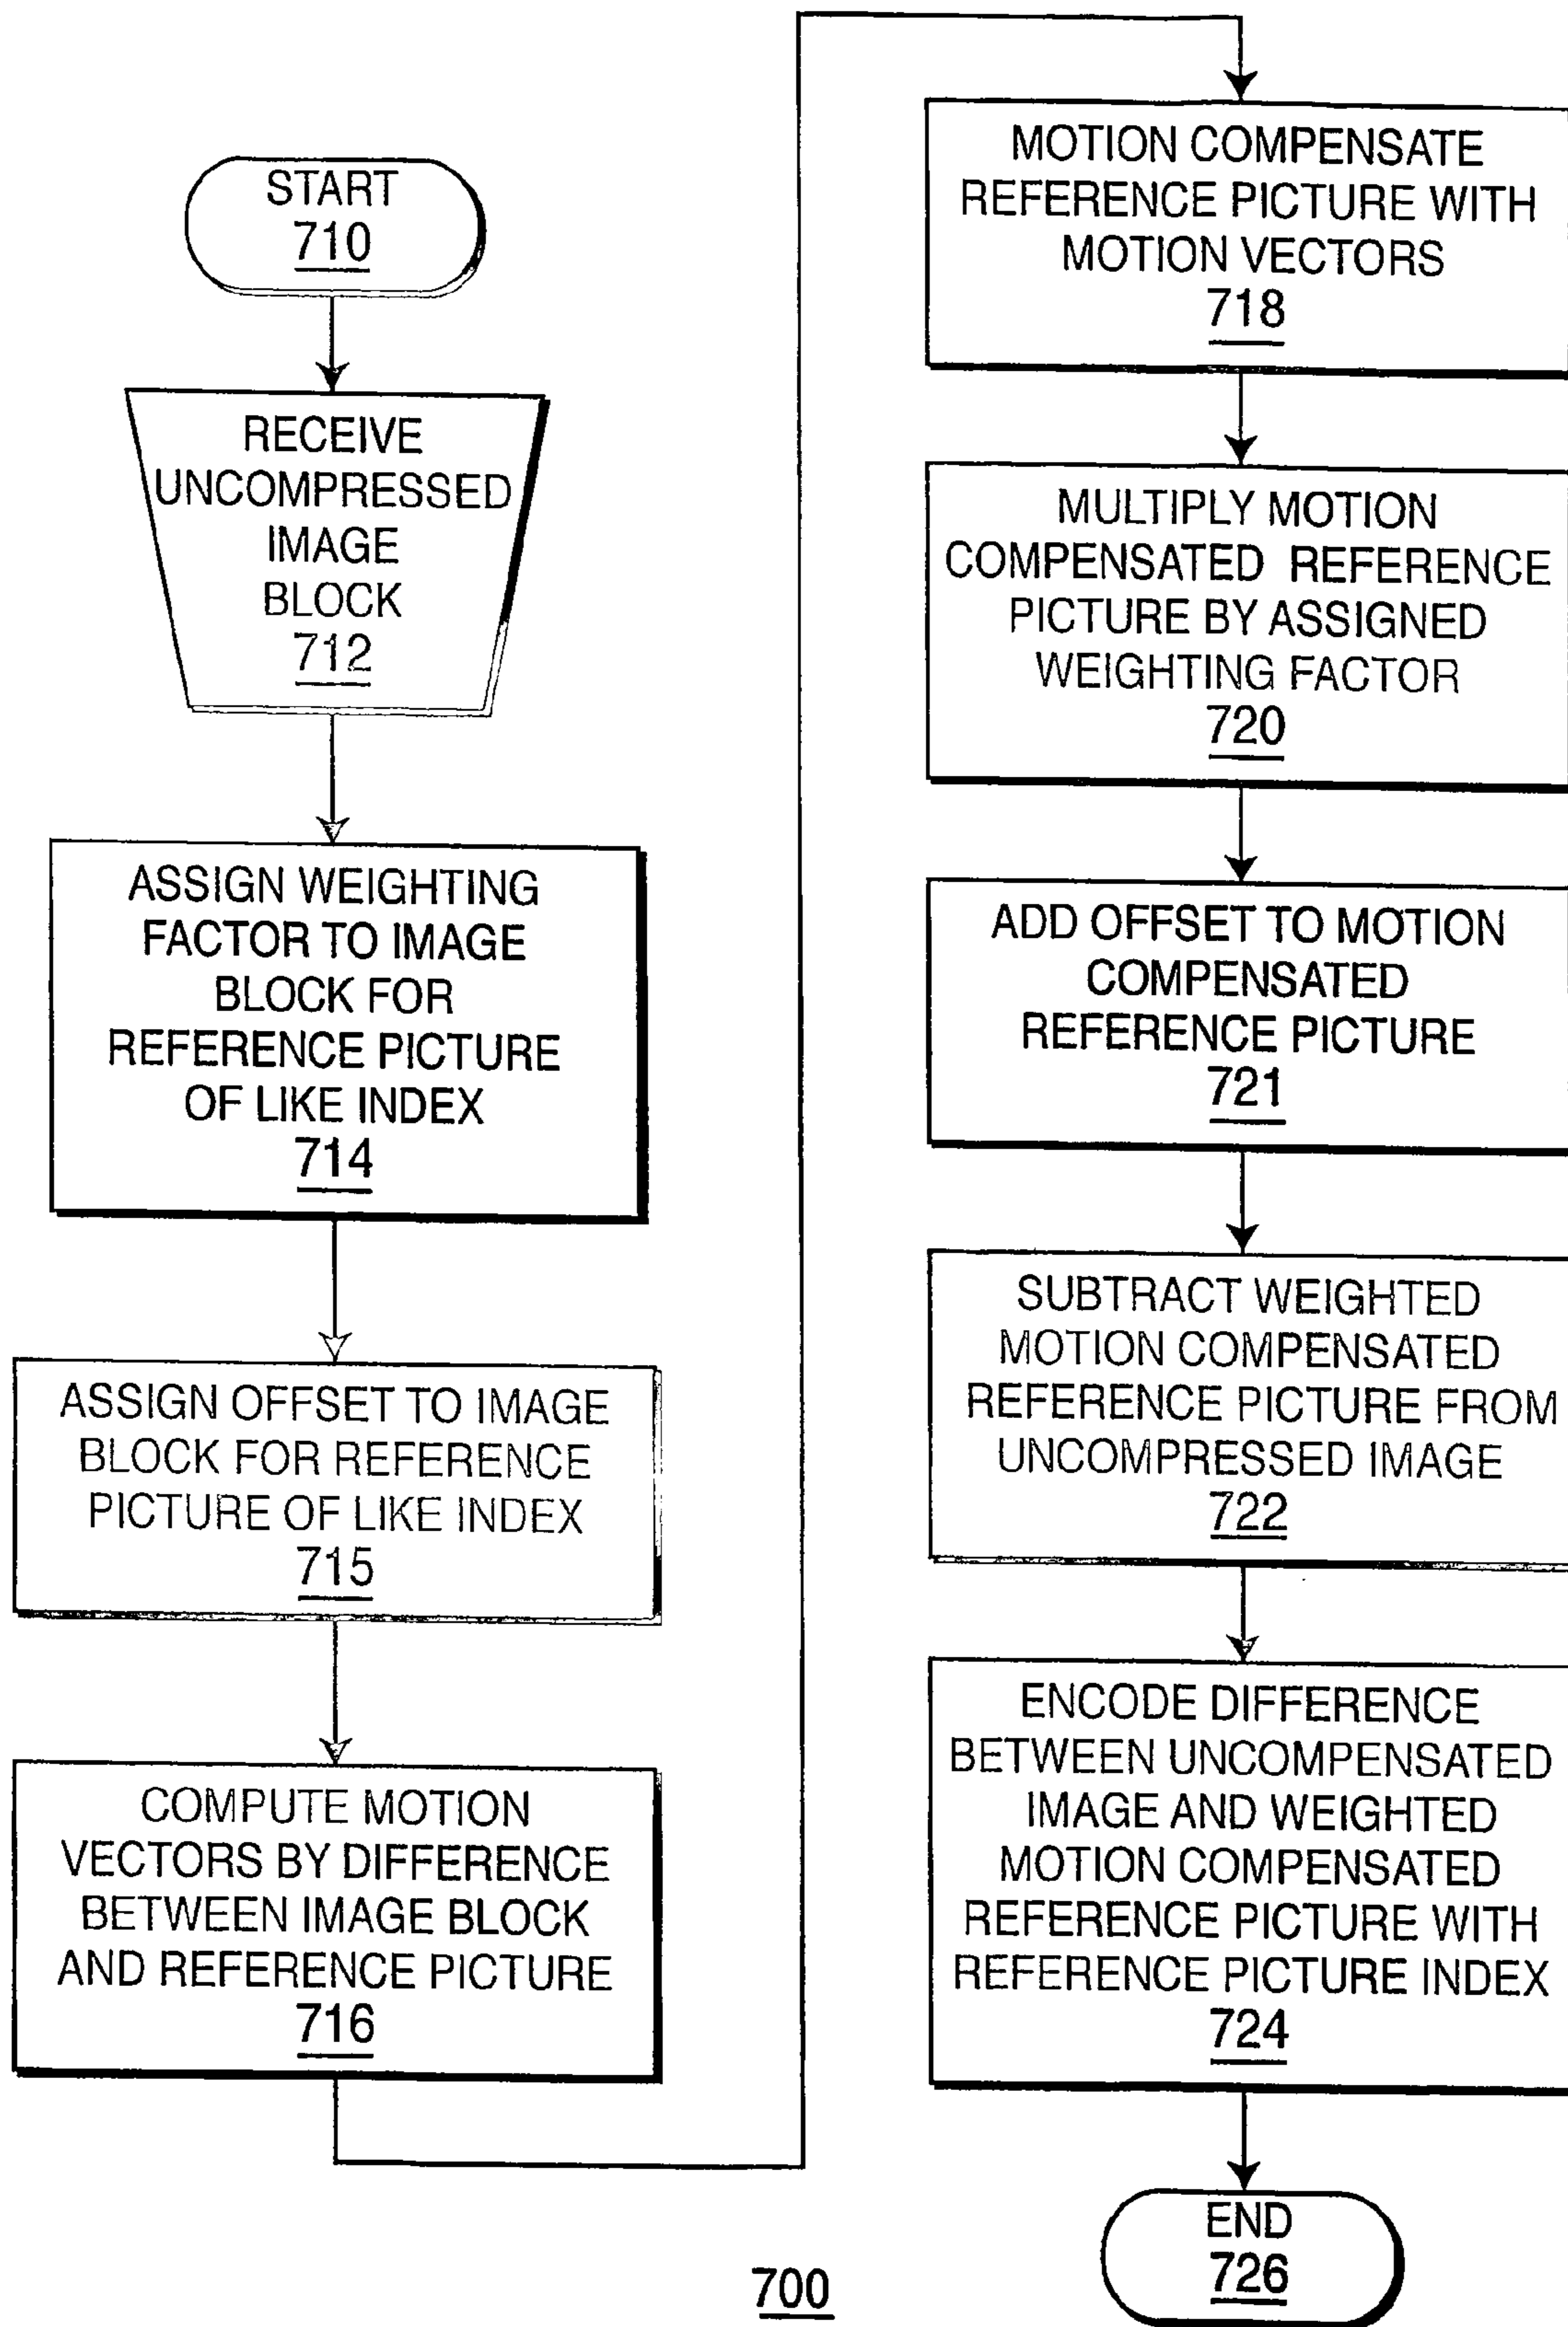 START
710
RECEIVE
UNCOMPRESSED
IMAGE
BLOCK
712
ASSIGN WEIGHTING
FACTOR TO IMAGE
BLOCK FOR
REFERENCE PICTURE
OF LIKE INDEX
714
ASSIGN OFFSET TO IMAGE
BLOCK FOR REFERENCE
PICTURE OF LIKE INDEX
715
COMPUTE MOTION
VECTORS BY DIFFERENCE
BETWEEN IMAGE BLOCK
AND REFERENCE PICTURE
716
MOTION COMPENSATE
REFERENCE PICTURE WITH
MOTION VECTORS
718
MULTIPLY MOTION
COMPENSATED REFERENCE
PICTURE BY ASSIGNED
WEIGHTING FACTOR
720
ADD OFFSET TO MOTION
COMPENSATED
REFERENCE PICTURE
721
SUBTRACT WEIGHTED
MOTION COMPENSATED
REFERENCE PICTURE FROM
UNCOMPRESSED IMAGE
722
ENCODE DIFFERENCE
BETWEEN UNCOMPENSATED
IMAGE AND WEIGHTED
MOTION COMPENSATED
REFERENCE PICTURE WITH
REFERENCE PICTURE INDEX
724
END
726
700